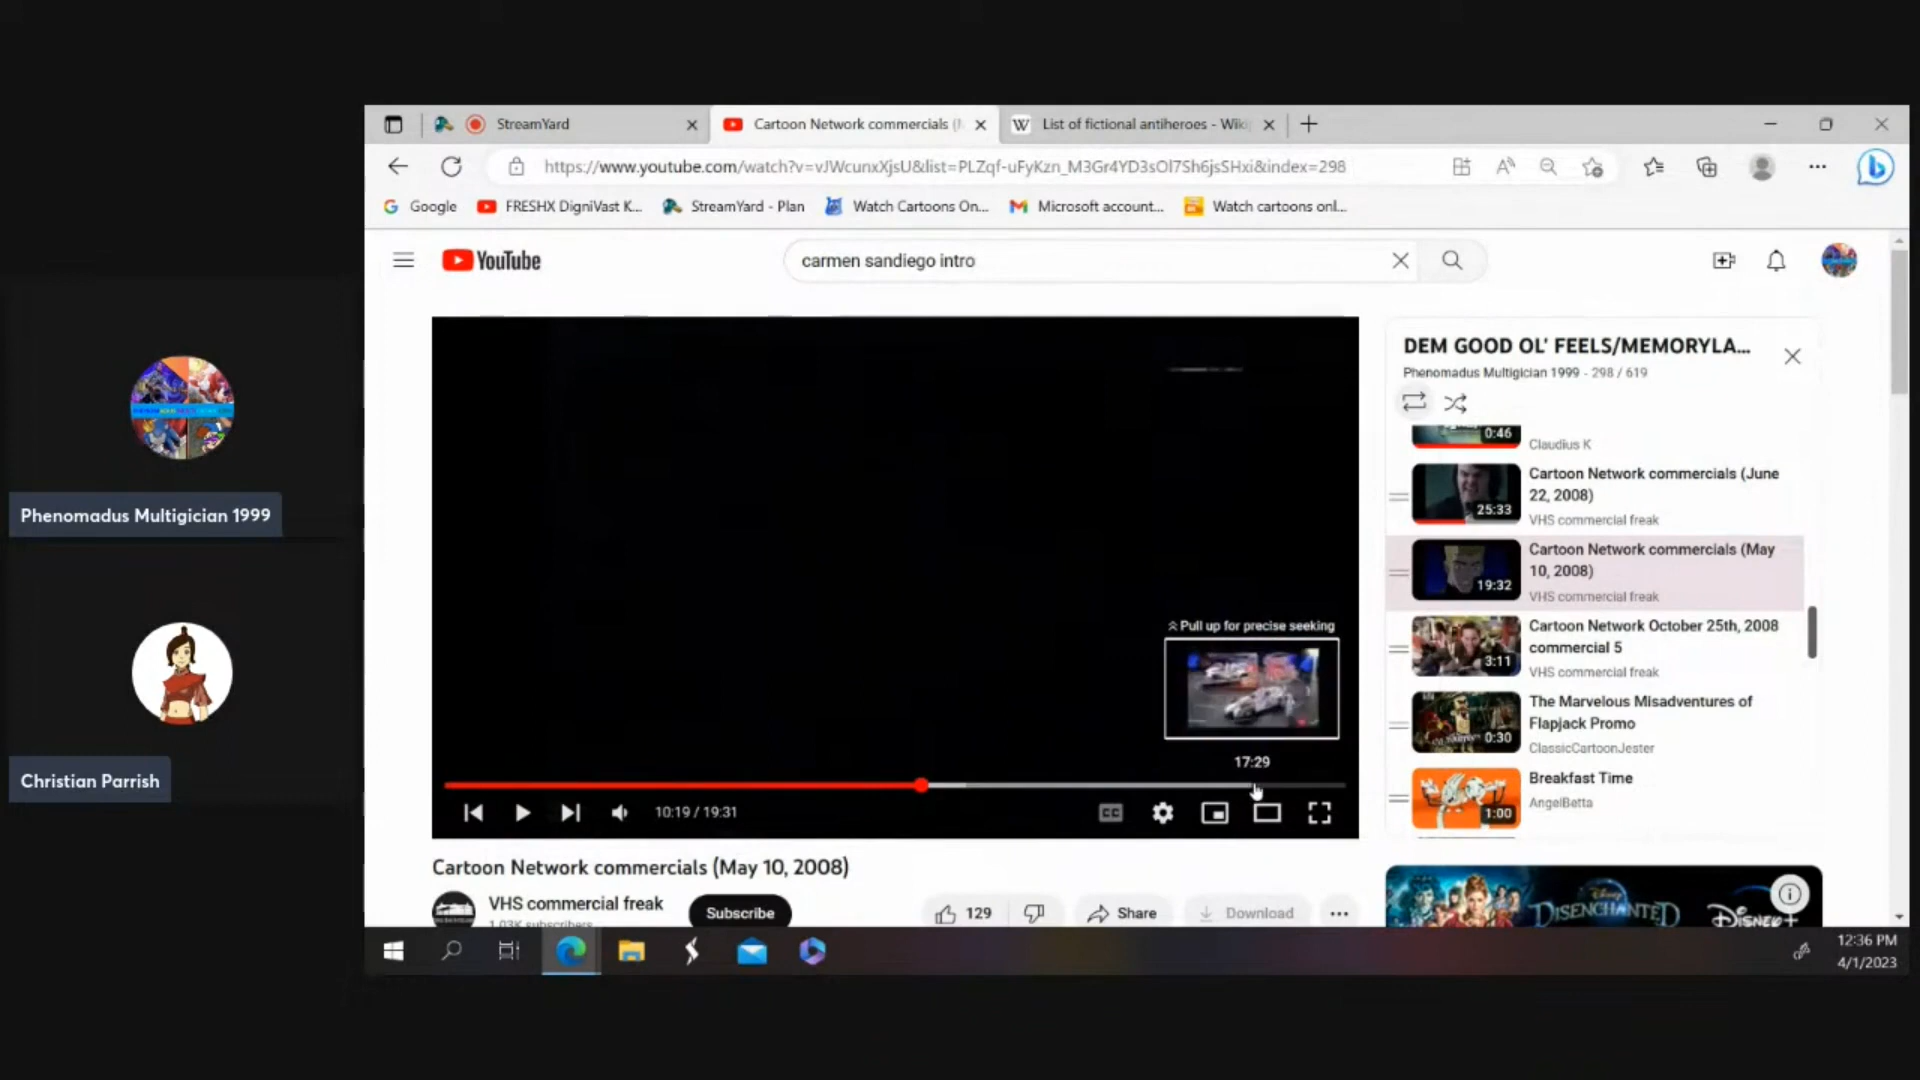 StreamYard
Cartoon Network commercials (
List of fictional antiheroes - Wiki
https://www.youtube.com/watch?v=vJWcunxXjsU&list=PLZqf-uFyKzn_M3Gr4YD3sOl7Sh6jsSHxi&index=298
Google
FRESHX DigniVast K...
StreamYard - Plan
Watch Cartoons On...
Microsoft account...
Watch cartoons onl...
YouTube
carmen sandiego intro
Phenomadus Multigician 1999
Christian Parrish
Pull up for precise seeking
17:29
10:19 / 19:31
CC
Cartoon Network commercials (May 10, 2008)
VHS commercial freak
1.03K subscribers
Subscribe
129
Share
Download
DEM GOOD OL' FEELS/MEMORYLA...
Phenomadus Multigician 1999 - 298 / 619
0:46
Claudius K
Cartoon Network commercials (June
22, 2008)
25:33
VHS commercial freak
Cartoon Network commercials (May
10, 2008)
19:32
VHS commercial freak
Cartoon Network October 25th, 2008
commercial 5
3:11
VHS commercial freak
The Marvelous Misadventures of
Flapjack Promo
0:30
ClassicCartoonJester
Breakfast Time
1:00
AngelBetta
Disney
DISENCHANTED
Disney+
12:36 PM
4/1/2023